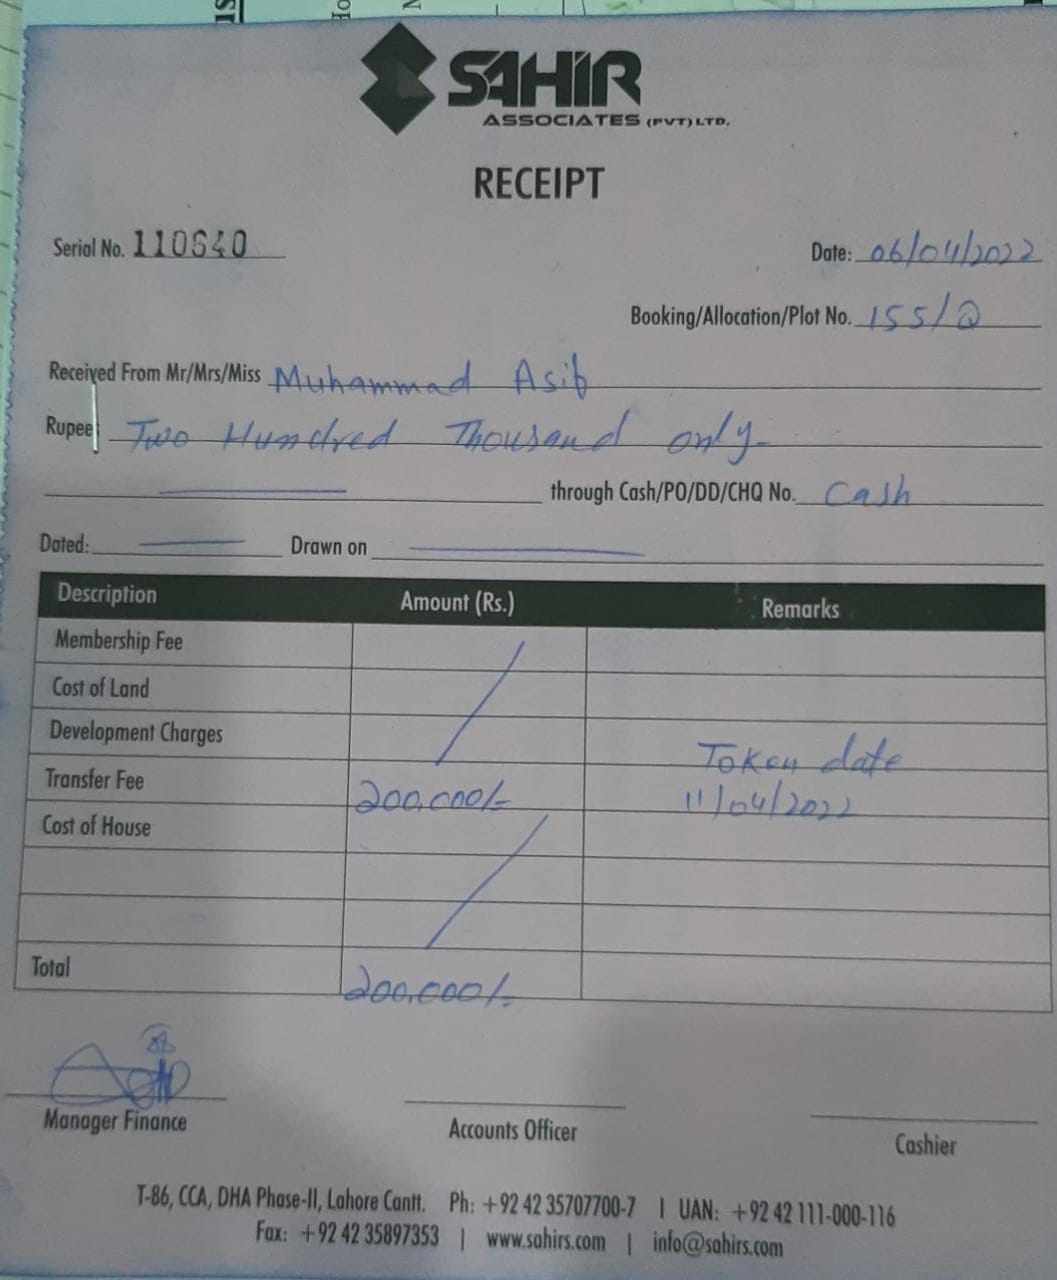 SAHIR
ASSOCIATES (PVT) LTD.
RECEIPT
Serial No. 110640 Date: 06/04/2022
Booking/Allocation/Plot No. 155/Q
Received From Mr/Mrs/Miss Muhammad Asif
Rupee Two Hundred Thousand only
through Cash/PO/DD/CHQ No. Cash
Dated: Drawn on
Description Amount (Rs.) Remarks
Membership Fee
Cost of Land
Development Charges
Transfer Fee 200,000/- Token date 11/04/2022
Cost of House
Total 200,000/-
Manager Finance Accounts Officer Cashier
T-86, CCA, DHA Phase-II, Lahore Cantt. Ph: +92 42 35707700-7 | UAN: +92 42 111-000-116
Fax: +92 42 35897353 | www.sahirs.com | info@sahirs.com